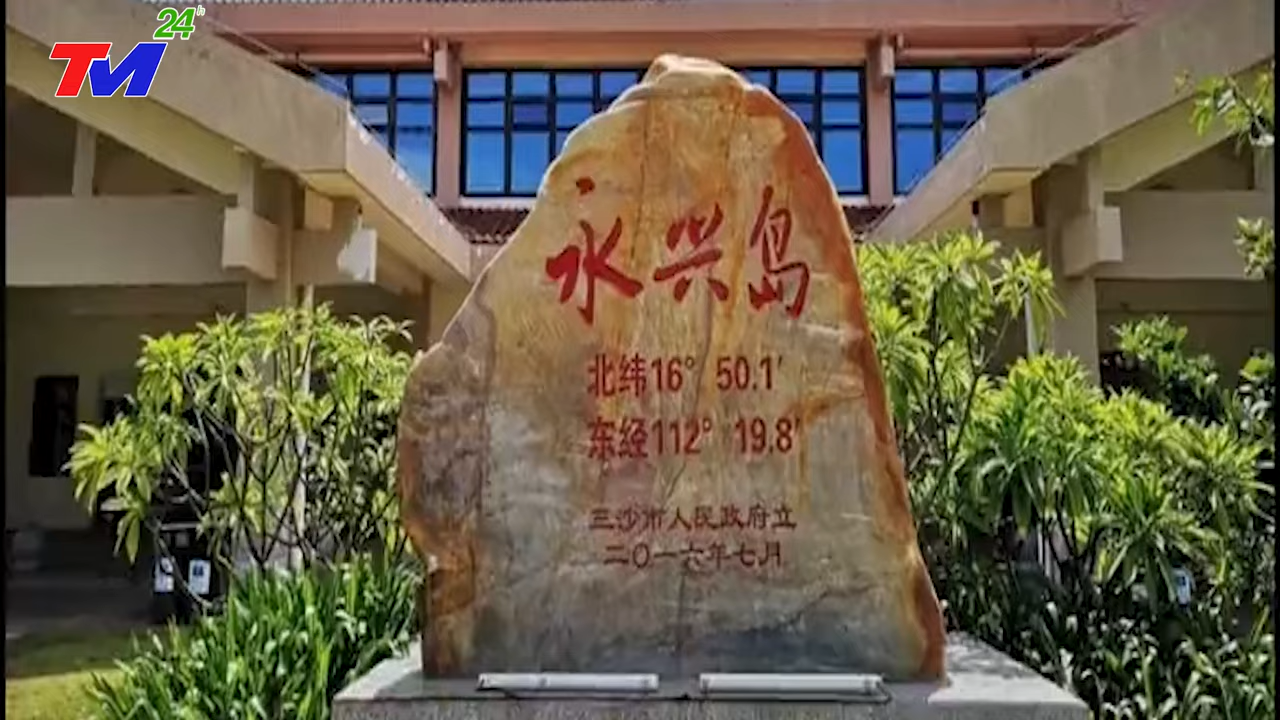 TM 24h
永兴岛
北纬16° 50.1′
东经112° 19.8′
三沙市人民政府立
二〇一六年七月